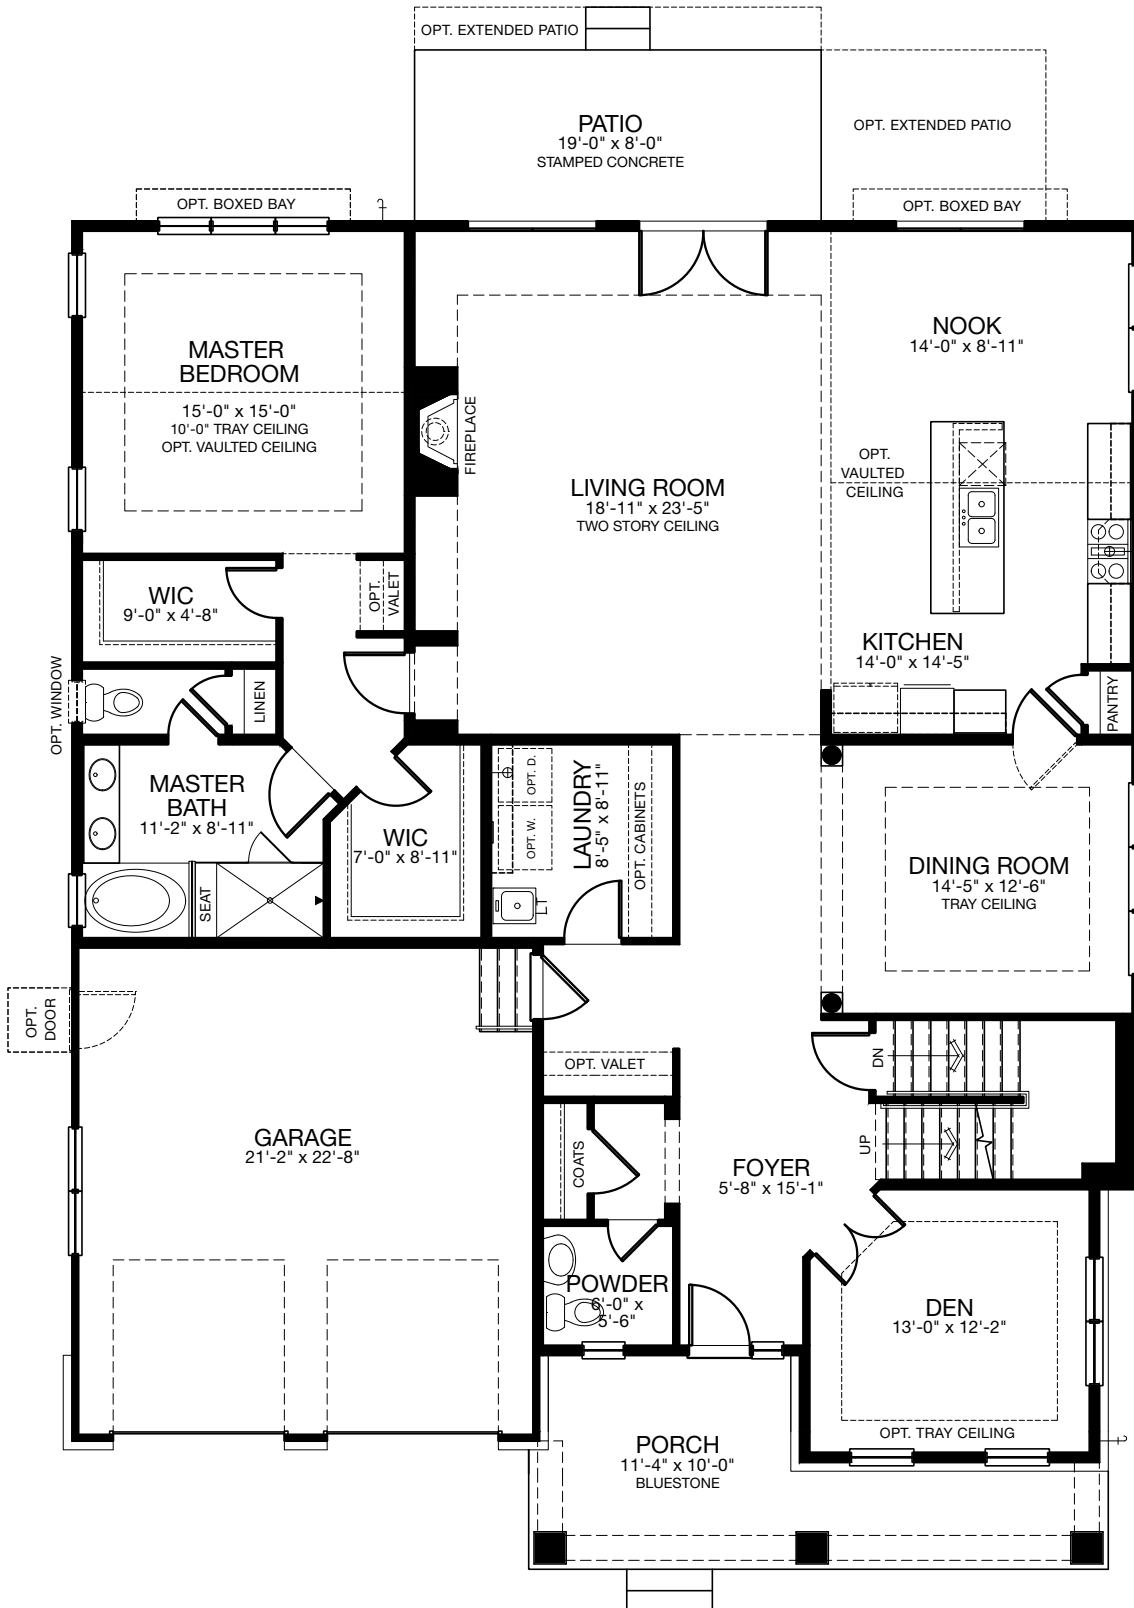 OPT. EXTENDED PATIO
PATIO
19'-0" x 8'-0"
STAMPED CONCRETE
OPT. EXTENDED PATIO
OPT. BOXED BAY
OPT. BOXED BAY
MASTER
BEDROOM
15'-0" x 15'-0"
10'-0" TRAY CEILING
OPT. VAULTED CEILING
FIREPLACE
LIVING ROOM
18'-11" x 23'-5"
TWO STORY CEILING
NOOK
14'-0" x 8'-11"
OPT.
VAULTED
CEILING
KITCHEN
14'-0" x 14'-5"
PANTRY
WIC
9'-0" x 4'-8"
OPT.
VALET
OPT. WINDOW
LINEN
MASTER
BATH
11'-2" x 8'-11"
SEAT
WIC
7'-0" x 8'-11"
OPT. D.
OPT. W.
LAUNDRY
8'-5" x 8'-11"
OPT. CABINETS
DINING ROOM
14'-5" x 12'-6"
TRAY CEILING
OPT.
DOOR
OPT. VALET
DN
UP
GARAGE
21'-2" x 22'-8"
COATS
FOYER
5'-8" x 15'-1"
POWDER
6'-0" x
5'-6"
DEN
13'-0" x 12'-2"
OPT. TRAY CEILING
PORCH
11'-4" x 10'-0"
BLUESTONE